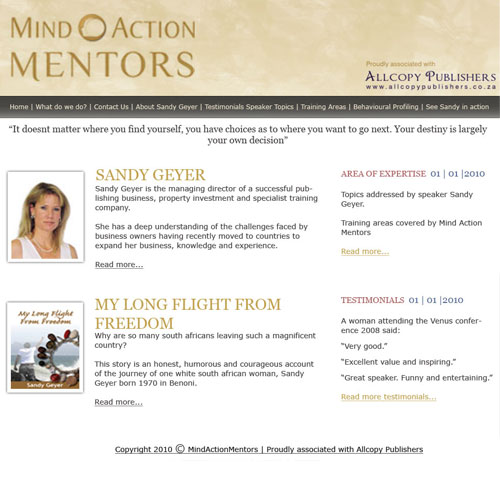 MIND ACTION
MENTORS
Proudly associated with
ALLCOPY PUBLISHERS
www.allcopypublishers.co.za
Home | What do we do? | Contact Us | About Sandy Geyer | Testimonials Speaker Topics | Training Areas | Behavioural Profiling | See Sandy in action
“It doesnt matter where you find yourself, you have choices as to where you want to go next. Your destiny is largely
your own decision”
SANDY GEYER
Sandy Geyer is the managing director of a successful pub-
lishing business, property investment and specialist training
company.
She has a deep understanding of the challenges faced by
business owners having recently moved to countries to
expand her business, knowledge and experience.
Read more...
AREA OF EXPERTISE 01 | 01 |2010
Topics addressed by speaker Sandy
Geyer.
Training areas covered by Mind Action
Mentors
Read more...
My Long Flight
From Freedom
Sandy Geyer
MY LONG FLIGHT FROM
FREEDOM
Why are so many south africans leaving such a magnificent
country?
This story is an honest, humorous and courageous account
of the journey of one white south african woman, Sandy
Geyer born 1970 in Benoni.
Read more...
TESTIMONIALS 01 | 01 |2010
A woman attending the Venus confer-
ence 2008 said:
“Very good.”
“Excellent value and inspiring.”
“Great speaker. Funny and entertaining.”
Read more testimonials...
Copyright 2010 © MindActionMentors | Proudly associated with Allcopy Publishers